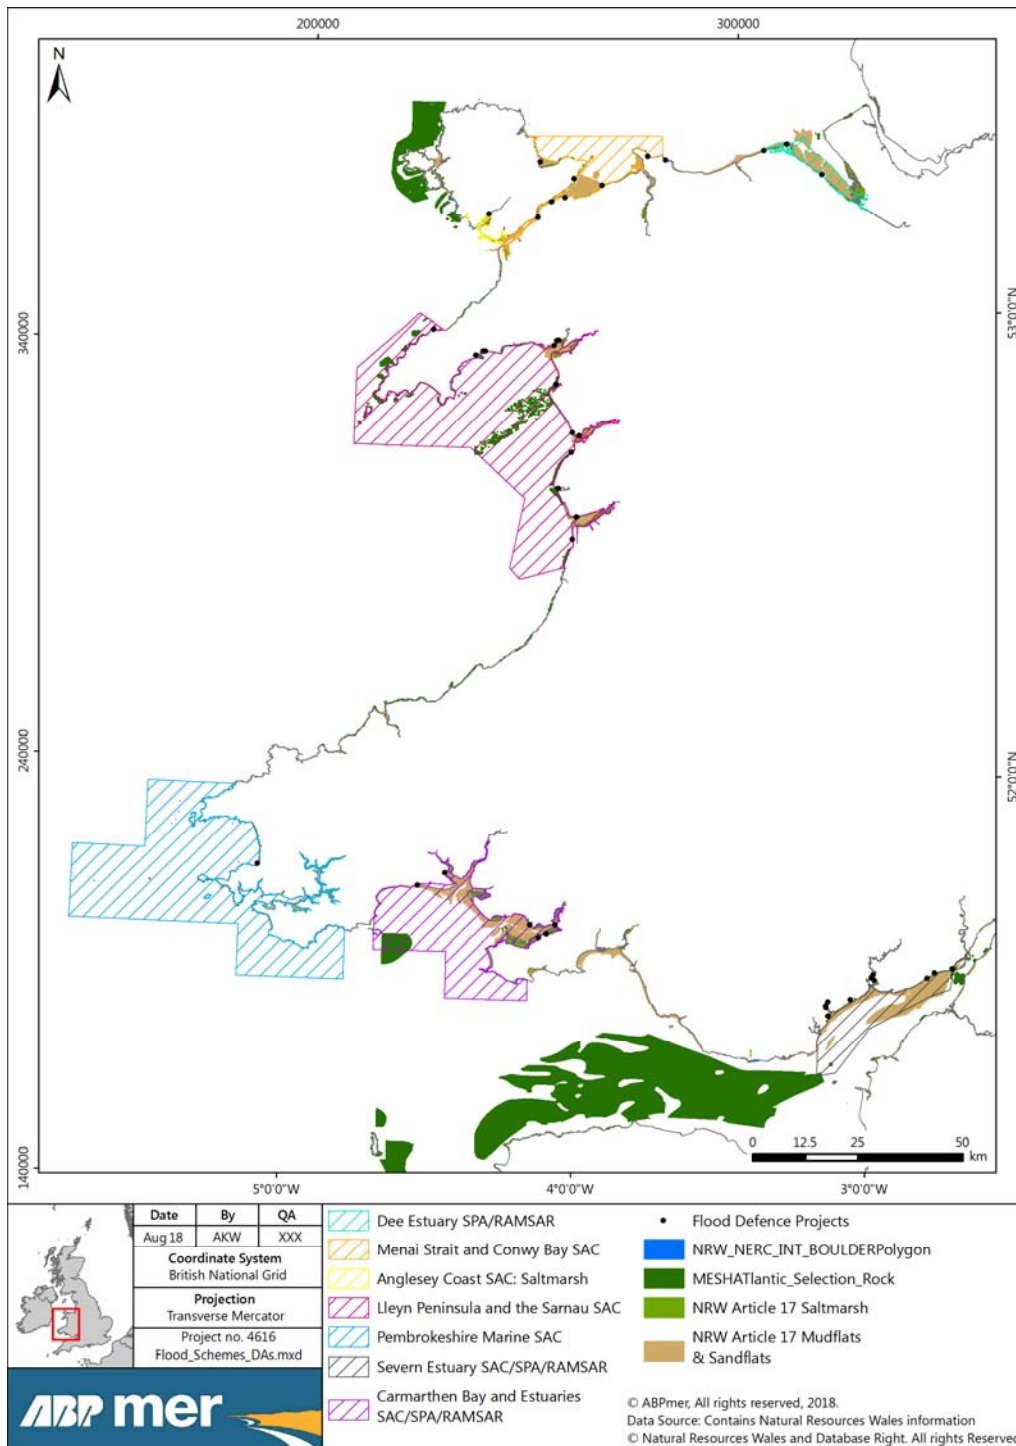 200000
300000
N
340000
53°0'0"N
240000
52°0'0"N
140000
0 12.5 25 50
km
5°0'0"W
4°0'0"W
3°0'0"W
Date By QA
Aug 18 AKW XXX
Coordinate System
British National Grid
Projection
Transverse Mercator
Project no. 4616
Flood_Schemes_DAs.mxd
ABP mer
Dee Estuary SPA/RAMSAR
Menai Strait and Conwy Bay SAC
Anglesey Coast SAC: Saltmarsh
Lleyn Peninsula and the Sarnau SAC
Pembrokeshire Marine SAC
Severn Estuary SAC/SPA/RAMSAR
Carmarthen Bay and Estuaries
SAC/SPA/RAMSAR
Flood Defence Projects
NRW_NERC_INT_BOULDERPolygon
MESHATlantic_Selection_Rock
NRW Article 17 Saltmarsh
NRW Article 17 Mudflats
& Sandflats
© ABPmer, All rights reserved, 2018.
Data Source: Contains Natural Resources Wales information
© Natural Resources Wales and Database Right. All rights Reserved